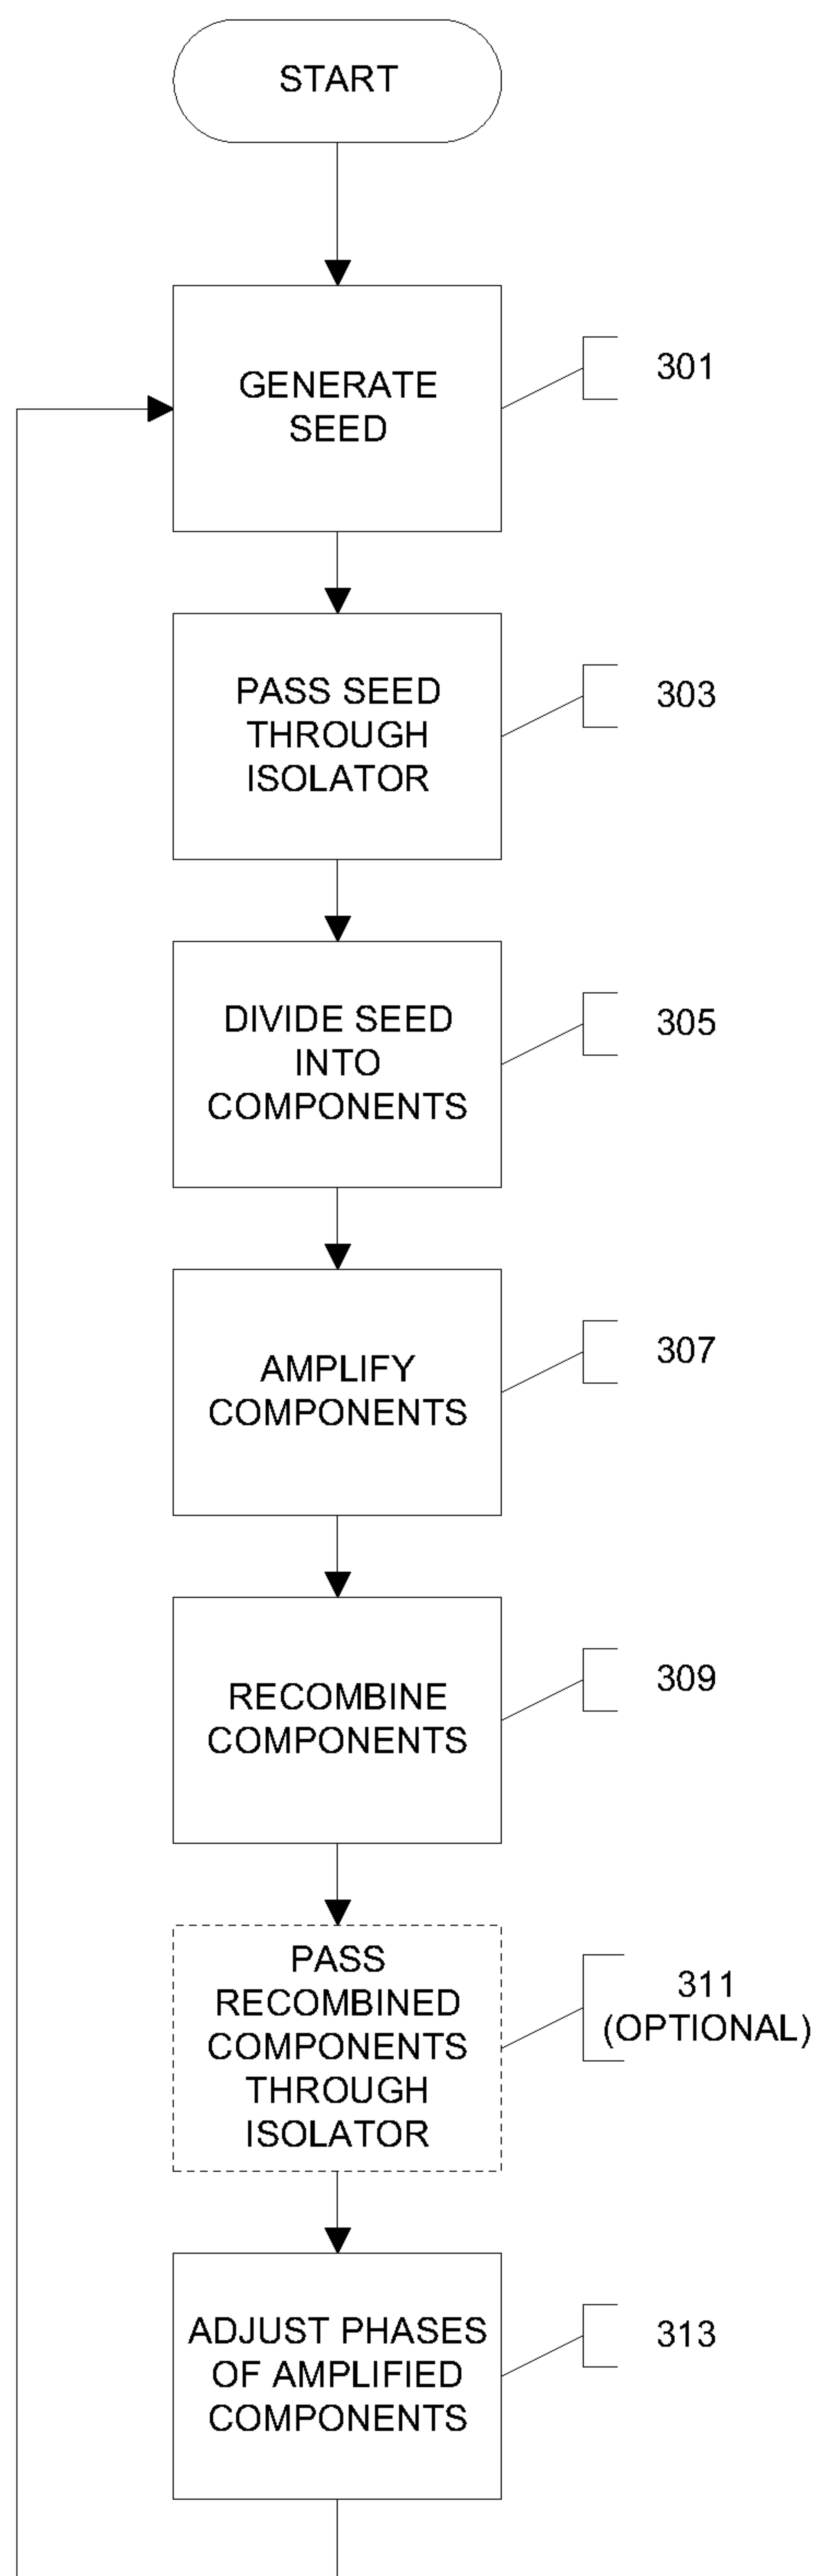 START
GENERATE
SEED
301
PASS SEED
THROUGH
ISOLATOR
303
DIVIDE SEED
INTO
COMPONENTS
305
AMPLIFY
COMPONENTS
307
RECOMBINE
COMPONENTS
309
PASS
RECOMBINED
COMPONENTS
THROUGH
ISOLATOR
311
(OPTIONAL)
ADJUST PHASES
OF AMPLIFIED
COMPONENTS
313